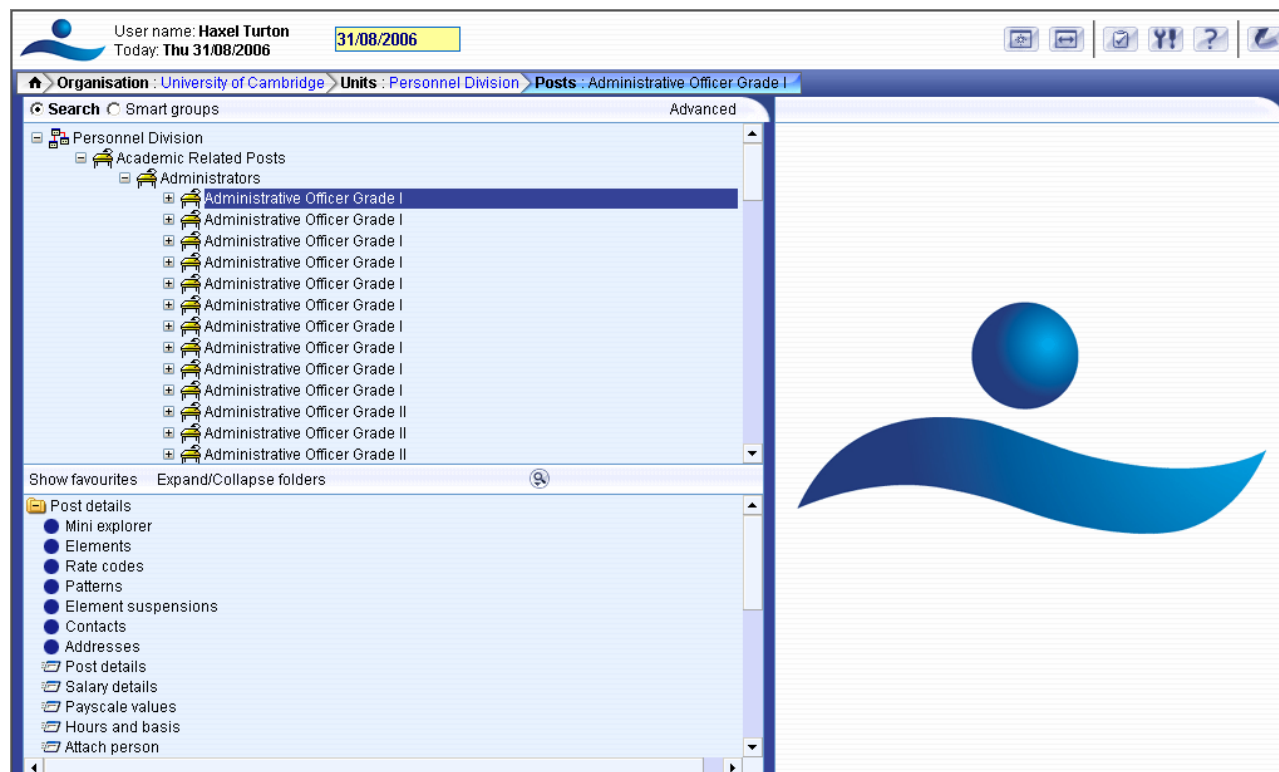 User name: Haxel Turton
Today: Thu 31/08/2006
31/08/2006
Organisation : University of Cambridge Units : Personnel Division Posts : Administrative Officer Grade I
Search Smart groups Advanced
Personnel Division
Academic Related Posts
Administrators
Administrative Officer Grade I
Administrative Officer Grade I
Administrative Officer Grade I
Administrative Officer Grade I
Administrative Officer Grade I
Administrative Officer Grade I
Administrative Officer Grade I
Administrative Officer Grade I
Administrative Officer Grade I
Administrative Officer Grade I
Administrative Officer Grade II
Administrative Officer Grade II
Administrative Officer Grade II
Show favourites Expand/Collapse folders
Post details
Mini explorer
Elements
Rate codes
Patterns
Element suspensions
Contacts
Addresses
Post details
Salary details
Payscale values
Hours and basis
Attach person